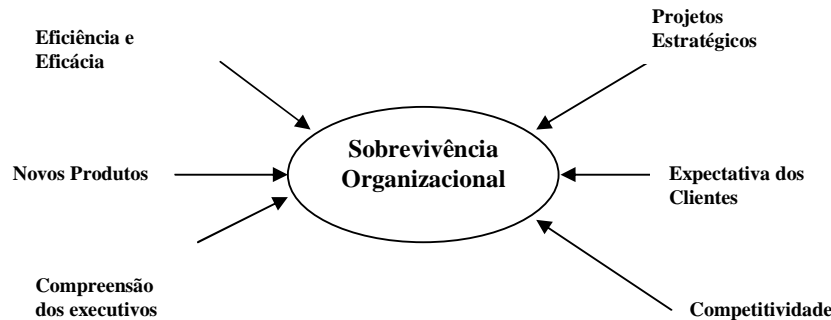 Eficiência e
Eficácia
Projetos
Estratégicos
Sobrevivência
Organizacional
Novos Produtos
Expectativa dos
Clientes
Compreensão
dos executivos
Competitividade